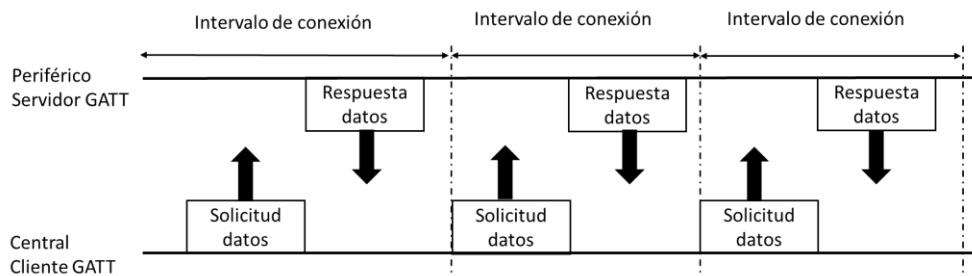 Intervalo de conexión
Intervalo de conexión
Intervalo de conexión
Periférico
Servidor GATT
Respuesta
datos
Respuesta
datos
Respuesta
datos
Solicitud
datos
Solicitud
datos
Solicitud
datos
Central
Cliente GATT